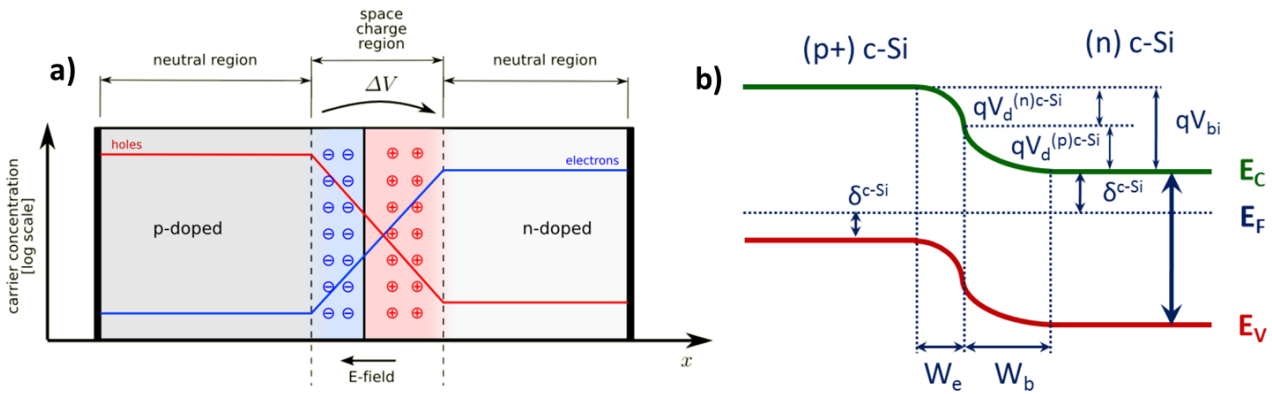 a)
space
charge
region
neutral region
neutral region
ΔV
carrier concentration
[log scale]
holes
electrons
⊖ ⊖ ⊕ ⊕
⊖ ⊖ ⊕ ⊕
⊖ ⊖ ⊕ ⊕
p-doped
⊖ ⊖ ⊕ ⊕
n-doped
⊖ ⊖ ⊕ ⊕
⊖ ⊖ ⊕ ⊕
⊖ ⊖ ⊕ ⊕
x
E-field
b)
(p+) c-Si
(n) c-Si
qV_d^(n)c-Si
qV_bi
qV_d^(p)c-Si
E_C
δ^c-Si
δ^c-Si
E_F
E_V
W_e
W_b